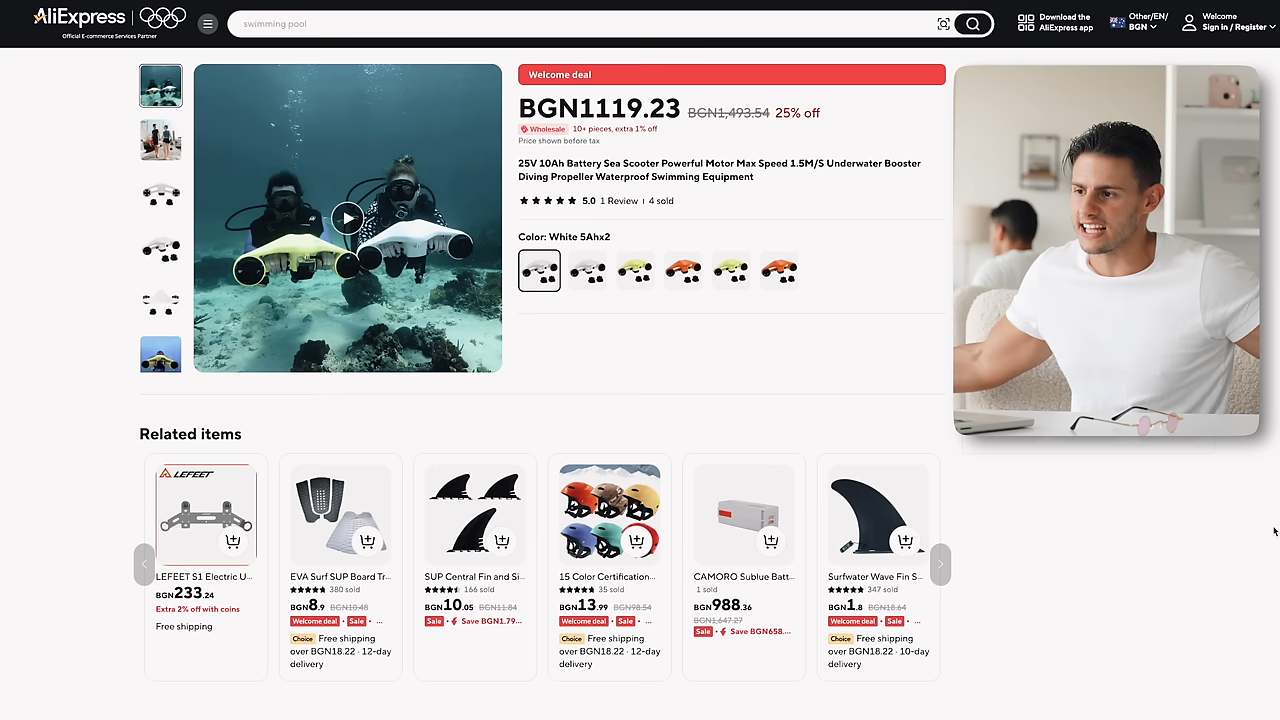 AliExpress
Official E-commerce Services Partner
swimming pool
Download the
AliExpress app
Other/EN/
BGN
Welcome
Sign in / Register
Welcome deal
BGN1119.23 BGN1,493.54 25% off
Wholesale 10+ pieces, extra 1% off
Price shown before tax
25V 10Ah Battery Sea Scooter Powerful Motor Max Speed 1.5M/S Underwater Booster
Diving Propeller Waterproof Swimming Equipment
5.0 1 Review | 4 sold
Color: White 5Ahx2
Related items
LEFEET
LEFEET S1 Electric U...
BGN233.24
Extra 2% off with coins
Free shipping
EVA Surf SUP Board Tr...
380 sold
BGN8.9 BGN10.48
Welcome deal · Sale · ...
Choice Free shipping
over BGN18.22 · 12-day
delivery
SUP Central Fin and Si...
166 sold
BGN10.05 BGN11.84
Sale · Save BGN1.79...
15 Color Certification...
35 sold
BGN13.99 BGN98.54
Welcome deal · Sale · ...
Choice Free shipping
over BGN18.22 · 12-day
delivery
CAMORO Sublue Batt...
1 sold
BGN988.36
BGN1,647.27
Sale · Save BGN658....
Surfwater Wave Fin S...
347 sold
BGN1.8 BGN18.64
Welcome deal · Sale · ...
Choice Free shipping
over BGN18.22 · 10-day
delivery